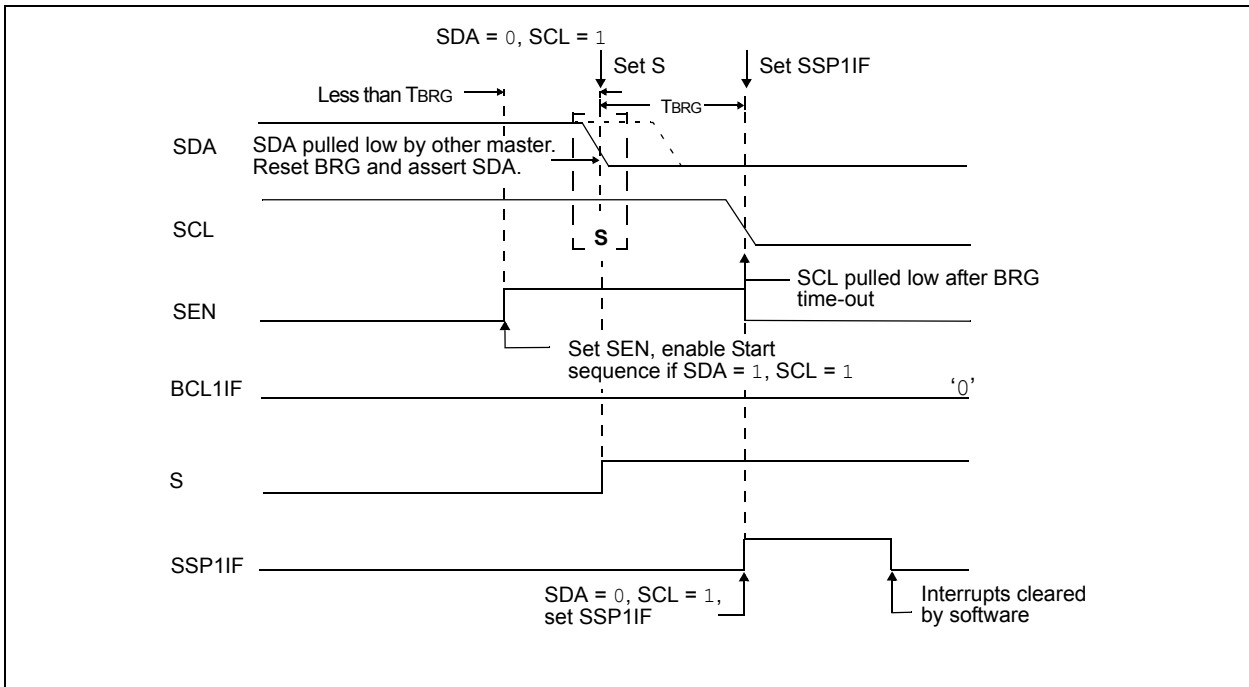 SDA = 0, SCL = 1
Set S
Set SSP1IF
Less than TBRG
TBRG
SDA
SDA pulled low by other master.
Reset BRG and assert SDA.
SCL
S
SCL pulled low after BRG
time-out
SEN
Set SEN, enable Start
sequence if SDA = 1, SCL = 1
BCL1IF
‘0’
S
SSP1IF
SDA = 0, SCL = 1,
set SSP1IF
Interrupts cleared
by software